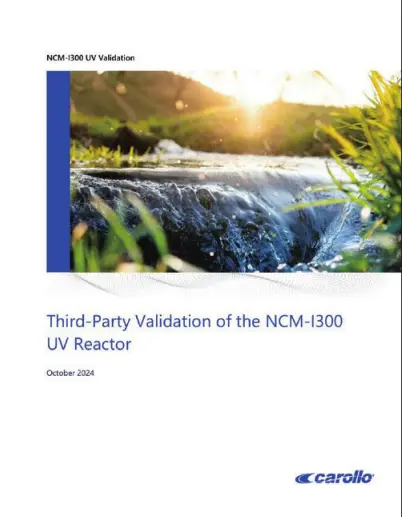 NCM-I300 UV Validation
Third-Party Validation of the NCM-I300
UV Reactor
October 2024
carollo